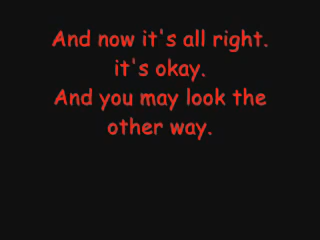 And now it's all right.
it's okay.
And you may look the
other way.